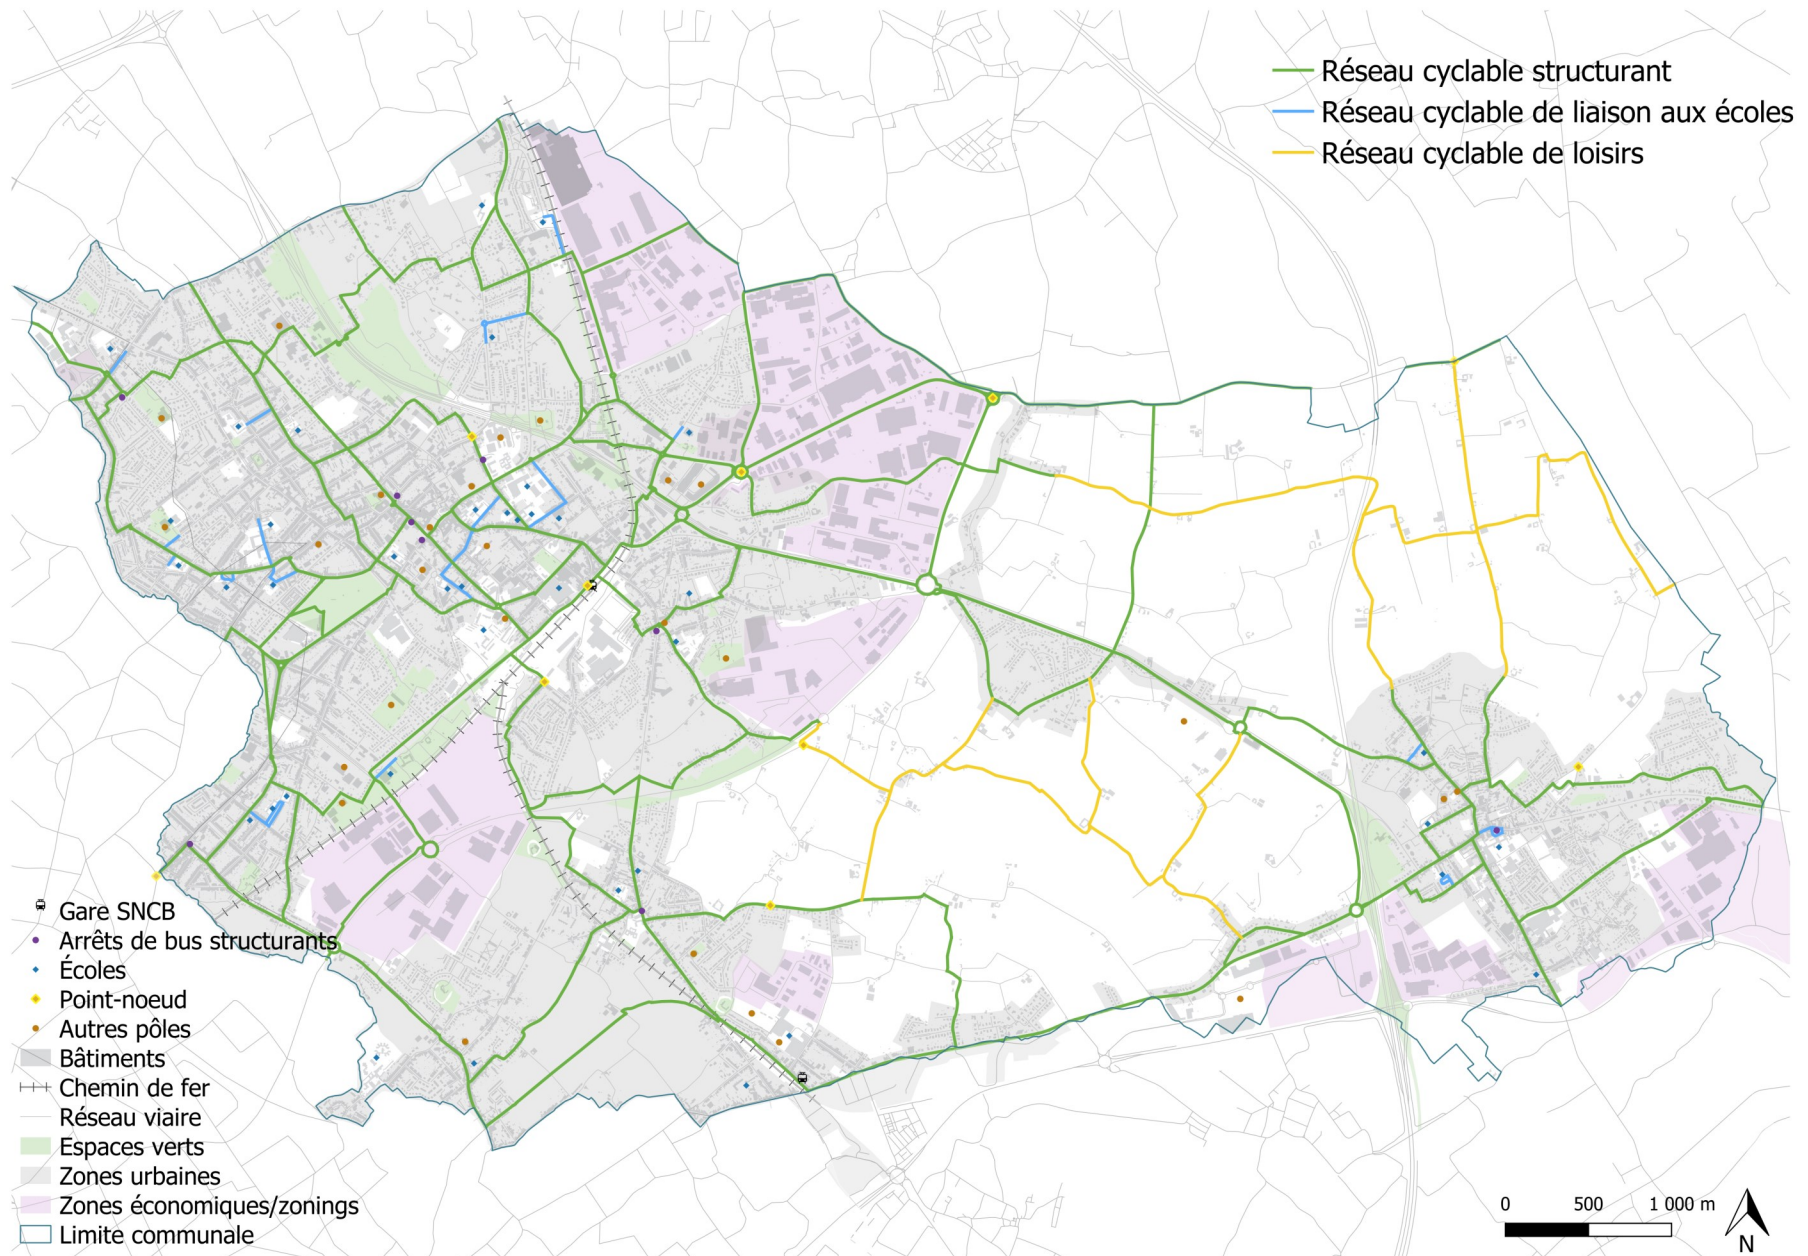 Réseau cyclable structurant
Réseau cyclable de liaison aux écoles
Réseau cyclable de loisirs
Gare SNCB
Arrêts de bus structurants
Écoles
Point-noeud
Autres pôles
Bâtiments
Chemin de fer
Réseau viaire
Espaces verts
Zones urbaines
Zones économiques/zonings
Limite communale
0 500 1 000 m
N